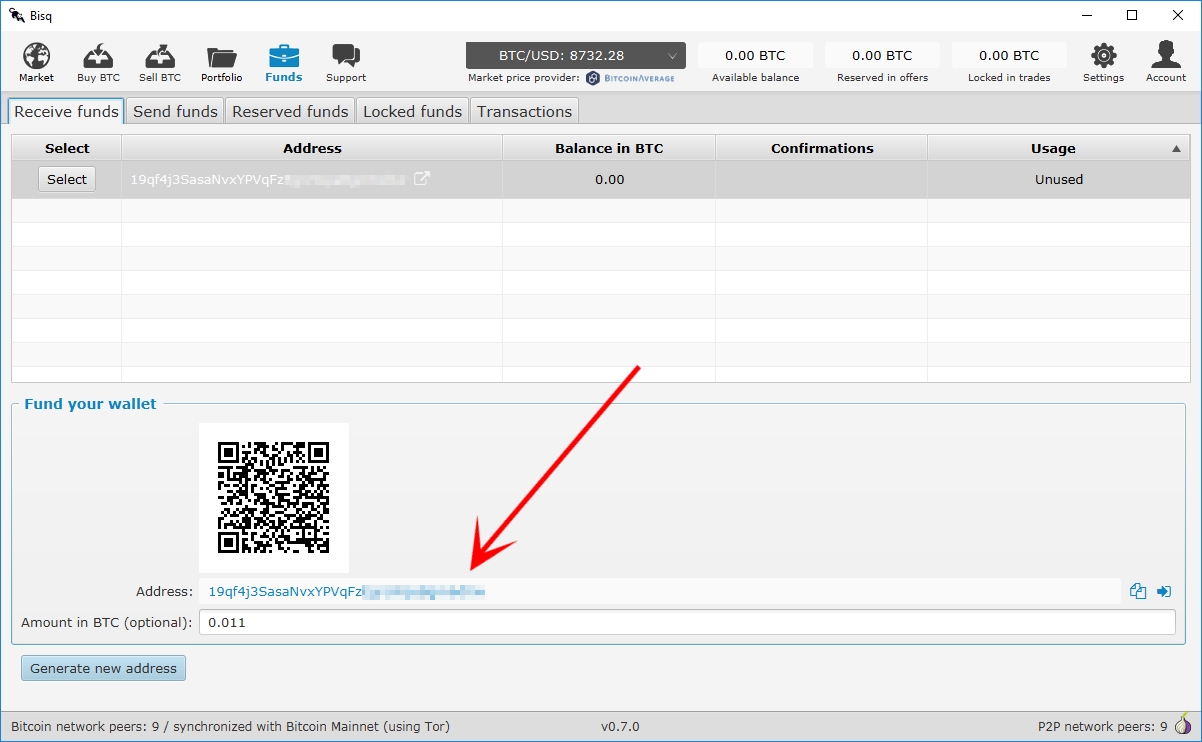 Bisq
Market
Buy BTC
Sell BTC
Portfolio
Funds
Support
BTC/USD: 8732.28
Market price provider: BITCOINAVERAGE
0.00 BTC
Available balance
0.00 BTC
Reserved in offers
0.00 BTC
Locked in trades
Settings
Account
Receive funds
Send funds
Reserved funds
Locked funds
Transactions
Select Address Balance in BTC Confirmations Usage
Select 19qf4j3SasaNvxYPVqFz 0.00 Unused
Fund your wallet
Address: 19qf4j3SasaNvxYPVqFz
Amount in BTC (optional): 0.011
Generate new address
Bitcoin network peers: 9 / synchronized with Bitcoin Mainnet (using Tor) v0.7.0 P2P network peers: 9